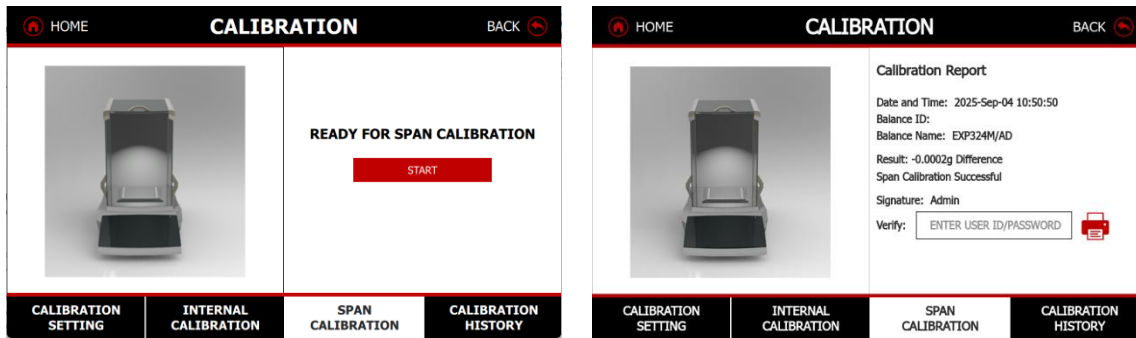 HOME
CALIBRATION
BACK
READY FOR SPAN CALIBRATION
START
CALIBRATION SETTING
INTERNAL CALIBRATION
SPAN CALIBRATION
CALIBRATION HISTORY
HOME
CALIBRATION
BACK
Calibration Report
Date and Time: 2025-Sep-04 10:50:50
Balance ID:
Balance Name: EXP324M/AD
Result: -0.0002g Difference
Span Calibration Successful
Signature: Admin
Verify: ENTER USER ID/PASSWORD
CALIBRATION SETTING
INTERNAL CALIBRATION
SPAN CALIBRATION
CALIBRATION HISTORY